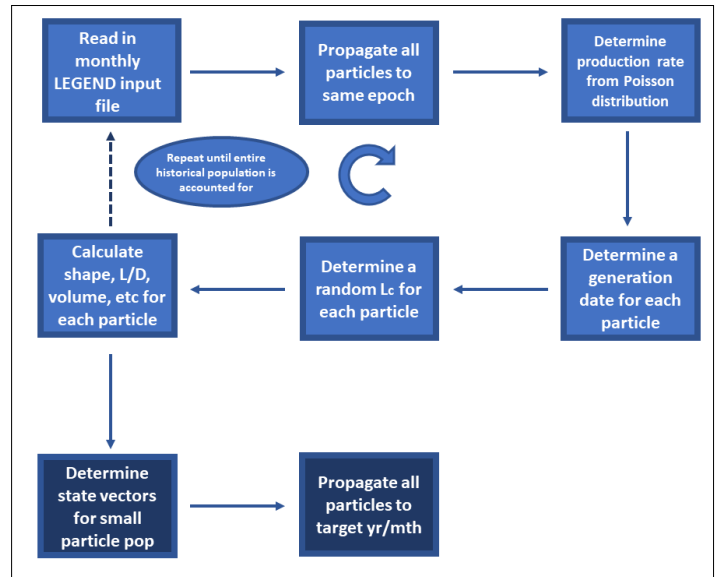 Read in
monthly
LEGEND input
file
Propagate all
particles to
same epoch
Determine
production rate
from Poisson
distribution
Repeat until entire
historical population is
accounted for
Calculate
shape, L/D,
volume, etc for
each particle
Determine a
random Lc for
each particle
Determine a
generation
date for each
particle
Determine
state vectors
for small
particle pop
Propagate all
particles to
target yr/mth